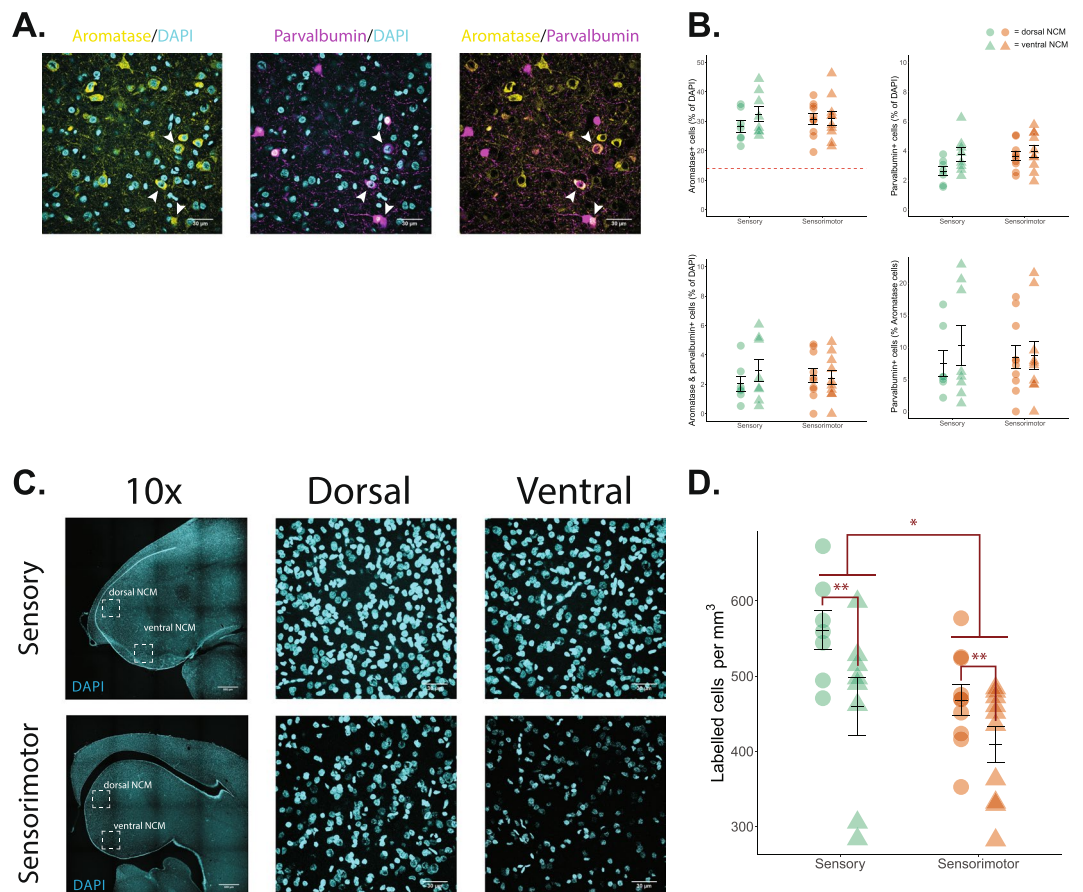 A.
Aromatase/DAPI
Parvalbumin/DAPI
Aromatase/Parvalbumin
30 µm
30 µm
30 µm
B.
= dorsal NCM
= ventral NCM
Aromatase+ cells (% of DAPI)
50
40
30
20
10
0
Sensory
Sensorimotor
Parvalbumin+ cells (% of DAPI)
10
8
6
4
2
0
Sensory
Sensorimotor
Aromatase & parvalbumin+ cells (% of DAPI)
10
8
6
4
2
0
Sensory
Sensorimotor
Parvalbumin+ cells (% Aromatase cells)
20
15
10
5
0
Sensory
Sensorimotor
C.
10x
Dorsal
Ventral
Sensory
dorsal NCM
ventral NCM
DAPI
Sensorimotor
dorsal NCM
ventral NCM
DAPI
30 µm
30 µm
D.
Labelled cells per mm³
600
500
400
300
*
**
**
Sensory
Sensorimotor